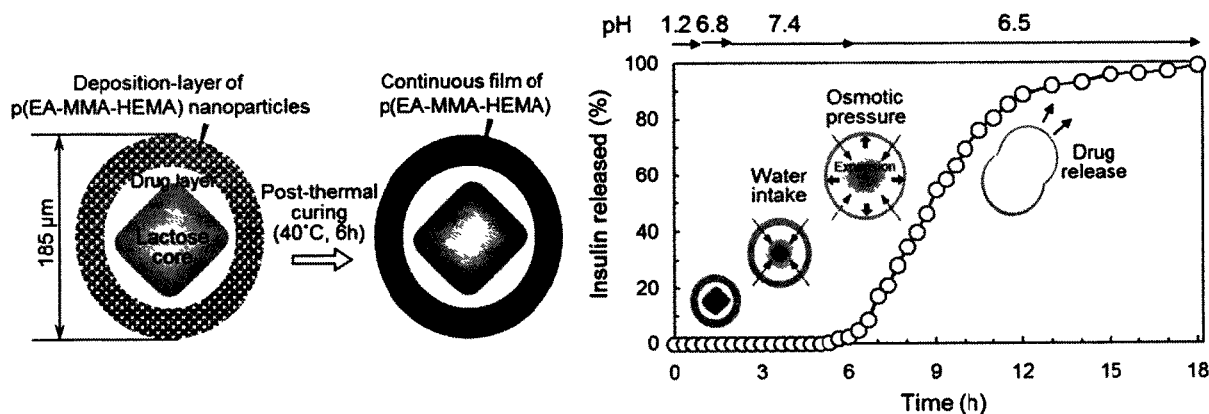 Deposition-layer of
p(EA-MMA-HEMA) nanoparticles
Continuous film of
p(EA-MMA-HEMA)
185 μm
Drug layer
Lactose
core
Post-thermal
curing
(40°C, 6h)
pH
1.2 6.8 7.4 6.5
Insulin released (%)
100
80
60
40
20
0
Osmotic
pressure
Expansion
Water
intake
Drug
release
0 3 6 9 12 15 18
Time (h)